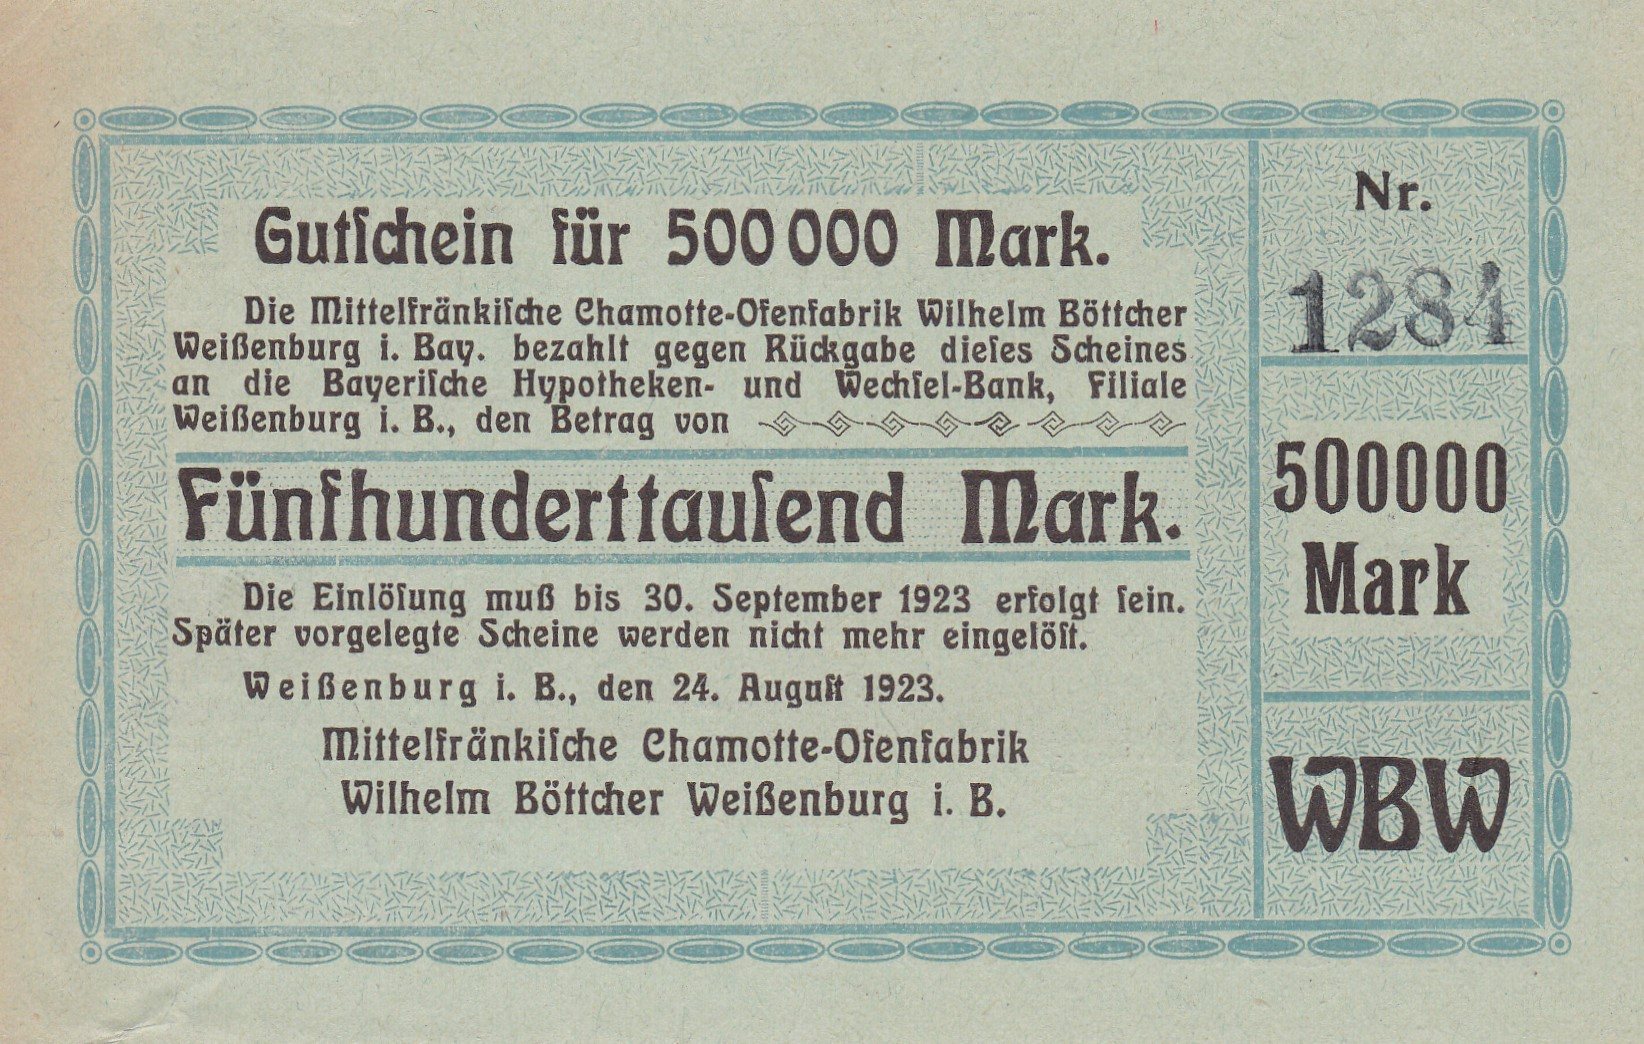 Gutſchein für 500 000 Mark.
Die Mittelfränkiſche Chamotte-Ofenfabrik Wilhelm Böttcher
Weißenburg i. Bay. bezahlt gegen Rückgabe dieſes Scheines
an die Bayeriſche Hypotheken- und Wechſel-Bank, Filiale
Weißenburg i. B., den Betrag von
Fünfhunderttauſend Mark.
Die Einlöſung muß bis 30. September 1923 erfolgt ſein.
Später vorgelegte Scheine werden nicht mehr eingelöſt.
Weißenburg i. B., den 24. Auguſt 1923.
Mittelfränkiſche Chamotte-Ofenfabrik
Wilhelm Böttcher Weißenburg i. B.
Nr.
1284
500000
Mark
WBW